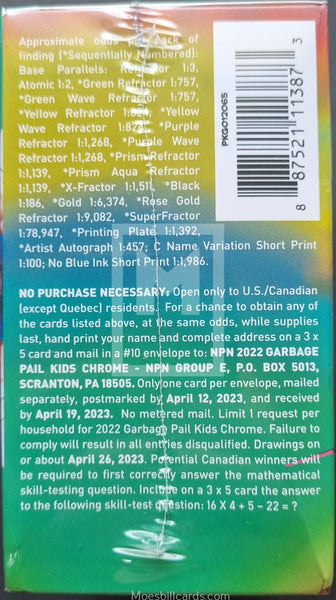 Approximate odds per pack of
finding (*Sequentially Numbered):
Base Parallels: Refractor 1:3,
Atomic 1:2, *Green Refractor 1:757,
*Green Wave Refractor 1:757,
*Yellow Refractor *Yellow
Wave Refractor *Purple
Refractor 1:1,268, *Purple Wave
Refractor 1:1,268, *Prism Refractor
1:1,139, *Prism Aqua Refractor
1:1,139, *X-Fractor 1:1,511, *Black
1:186, *Gold 1:6,374, *Rose Gold
Refractor 1:9,082, *SuperFractor
1:78,947, *Printing Plate 1:1,392,
*Artist Autograph 1:457; C Name Variation Short Print
1:100; No Blue Ink Short Print 1:1,986.
PKG012065
8 87521 11387 3
NO PURCHASE NECESSARY: Open only to U.S./Canadian
(except Quebec) residents. For a chance to obtain any
of the cards listed above, at the same odds, while supplies
last, hand print your name and complete address on a 3 x
5 card and mail in a #10 envelope to: NPN 2022 GARBAGE
PAIL KIDS CHROME - NPN GROUP E, P.O. BOX 5013,
SCRANTON, PA 18505. Only one card per envelope, mailed
separately, postmarked by April 12, 2023, and received
by April 19, 2023. No metered mail. Limit 1 request per
household for 2022 Garbage Pail Kids Chrome. Failure to
comply will result in all entries disqualified. Drawings on
or about April 26, 2023. Potential Canadian winners will
be required to first correctly answer the mathematical
skill-testing question. Include on a 3 x 5 card the answer
to the following skill-test question: 16 X 4 + 5 – 22 = ?
Moesbillcards.com